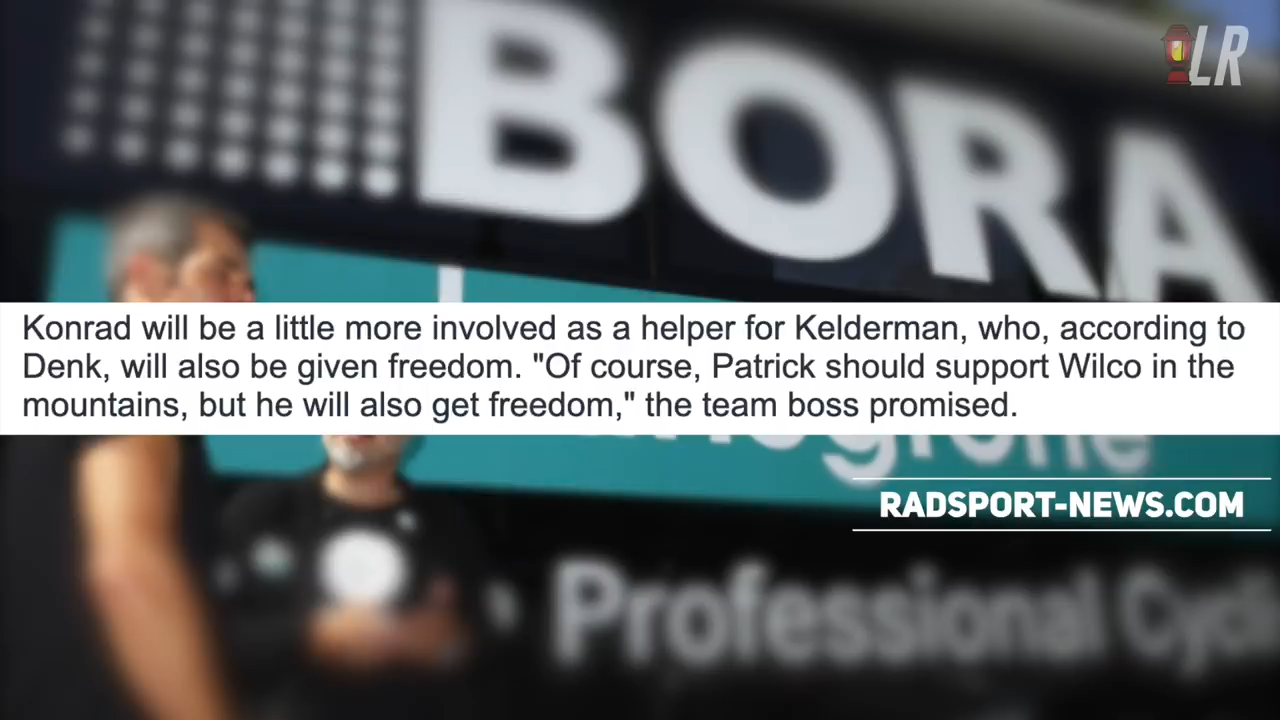 LR
BORA
Konrad will be a little more involved as a helper for Kelderman, who, according to
Denk, will also be given freedom. "Of course, Patrick should support Wilco in the
mountains, but he will also get freedom," the team boss promised.
RADSPORT-NEWS.COM
Professional Cycl